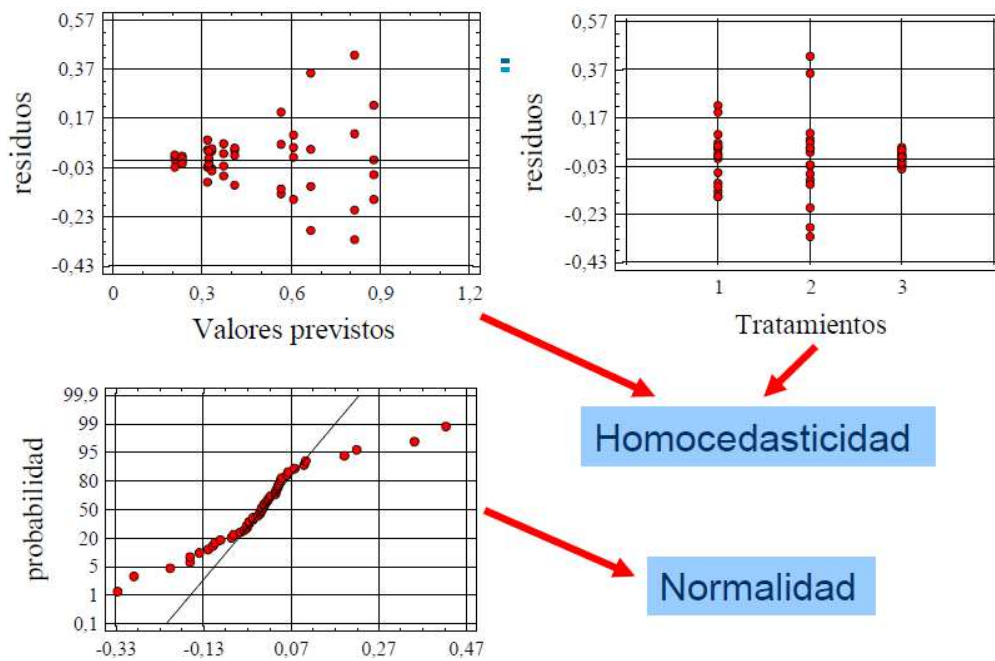 0,57
0,37
0,17
-0,03
-0,23
-0,43
residuos
0 0,3 0,6 0,9 1,2
Valores previstos
0,57
0,37
0,17
-0,03
-0,23
-0,43
residuos
1 2 3
Tratamientos
99,9
99
95
80
50
20
5
1
0,1
probabilidad
-0,33 -0,13 0,07 0,27 0,47
Homocedasticidad
Normalidad